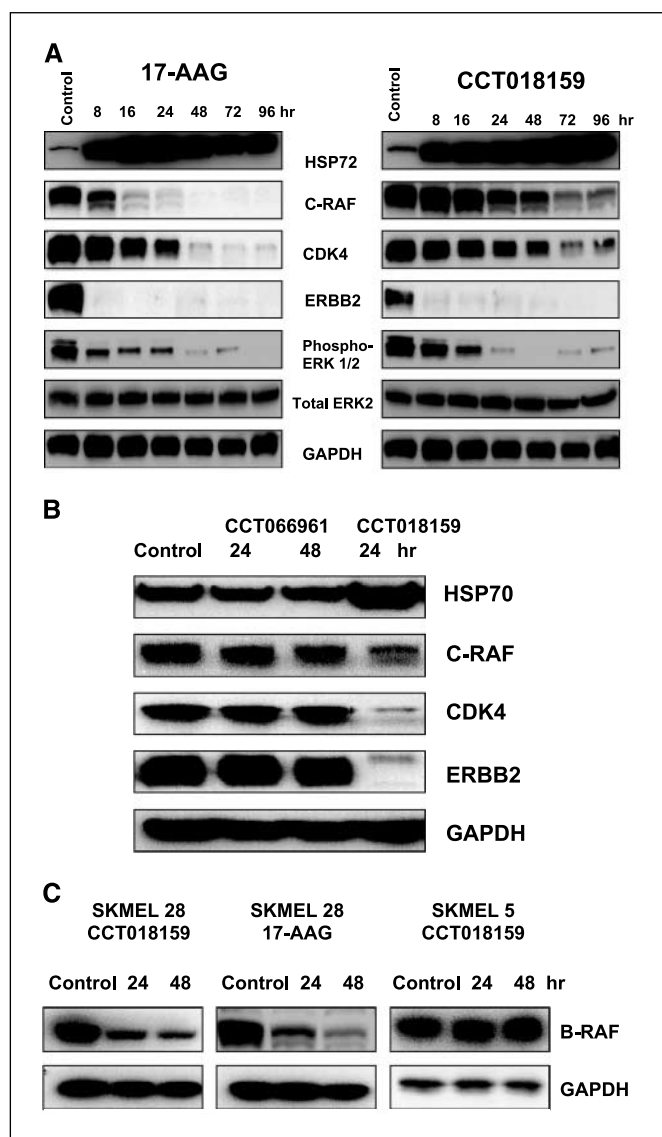 A
17-AAG
CCT018159
Control
8 16 24 48 72 96 hr
Control
8 16 24 48 72 96 hr
HSP72
C-RAF
CDK4
ERBB2
Phospho-
ERK 1/2
Total ERK2
GAPDH
B
CCT066961 CCT018159
Control 24 48 24 hr
HSP70
C-RAF
CDK4
ERBB2
GAPDH
C
SKMEL 28
CCT018159
SKMEL 28
17-AAG
SKMEL 5
CCT018159
Control 24 48 Control 24 48 Control 24 48 hr
B-RAF
GAPDH